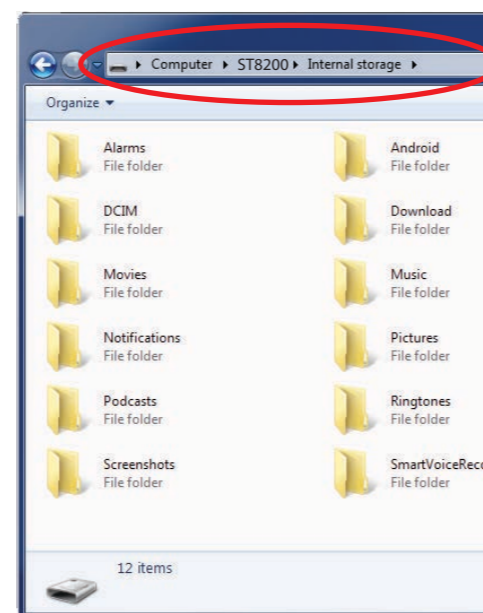 Computer ST8200 Internal storage
Organize
Alarms Android
File folder File folder
DCIM Download
File folder File folder
Movies Music
File folder File folder
Notifications Pictures
File folder File folder
Podcasts Ringtones
File folder File folder
Screenshots SmartVoiceReco
File folder File folder
12 items